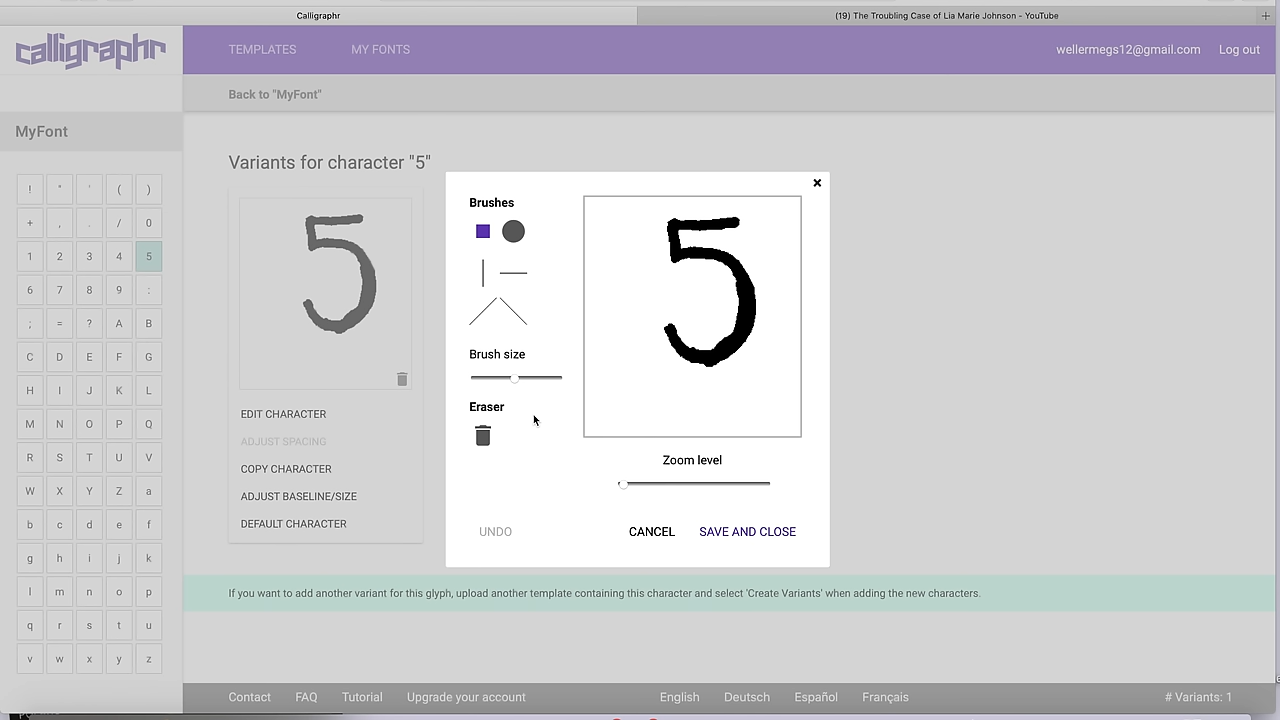 Calligraphr
(19) The Troubling Case of Lia Marie Johnson - YouTube
+
calligraphr
TEMPLATES
MY FONTS
wellermegs12@gmail.com
Log out
Back to "MyFont"
MyFont
! " ' ( )
+ , . / 0
1 2 3 4 5
6 7 8 9 :
; = ? A B
C D E F G
H I J K L
M N O P Q
R S T U V
W X Y Z a
b c d e f
g h i j k
l m n o p
q r s t u
v w x y z
Variants for character "5"
5
EDIT CHARACTER
ADJUST SPACING
COPY CHARACTER
ADJUST BASELINE/SIZE
DEFAULT CHARACTER
Brushes
Brush size
Eraser
5
Zoom level
UNDO
CANCEL
SAVE AND CLOSE
If you want to add another variant for this glyph, upload another template containing this character and select 'Create Variants' when adding the new characters.
Contact
FAQ
Tutorial
Upgrade your account
English
Deutsch
Español
Français
# Variants: 1